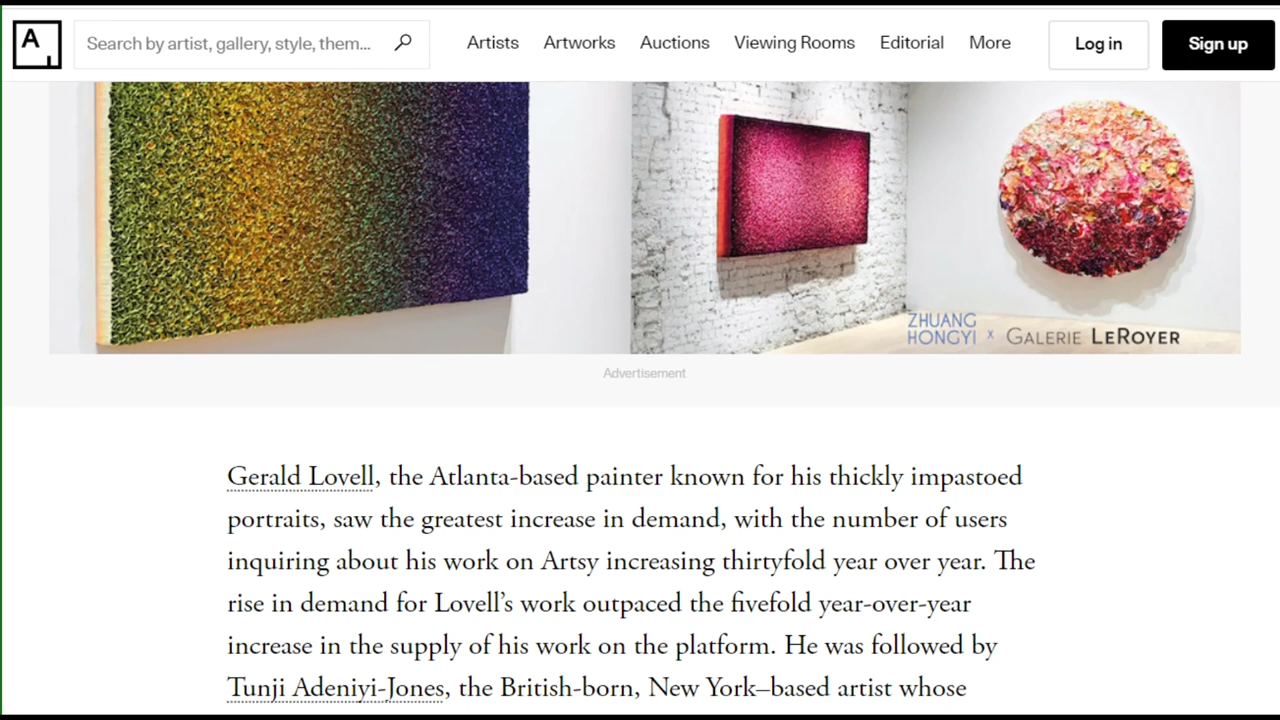 A
Search by artist, gallery, style, them...
Artists
Artworks
Auctions
Viewing Rooms
Editorial
More
Log in
Sign up
ZHUANG
HONGYI x GALERIE LEROYER
Advertisement
Gerald Lovell, the Atlanta-based painter known for his thickly impastoed
portraits, saw the greatest increase in demand, with the number of users
inquiring about his work on Artsy increasing thirtyfold year over year. The
rise in demand for Lovell’s work outpaced the fivefold year-over-year
increase in the supply of his work on the platform. He was followed by
Tunji Adeniyi-Jones, the British-born, New York–based artist whose